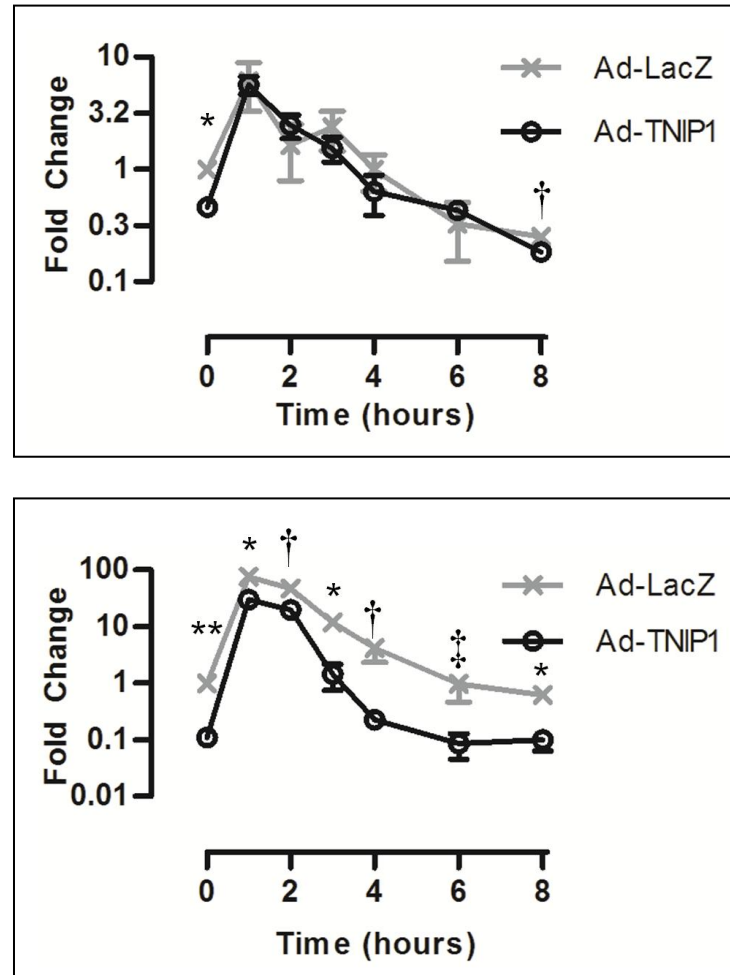 10
3.2
1
0.3
0.1
Fold Change
*
†
Ad-LacZ
Ad-TNIP1
0 2 4 6 8
Time (hours)
100
10
1
0.1
0.01
Fold Change
** * † * † ‡ *
Ad-LacZ
Ad-TNIP1
0 2 4 6 8
Time (hours)